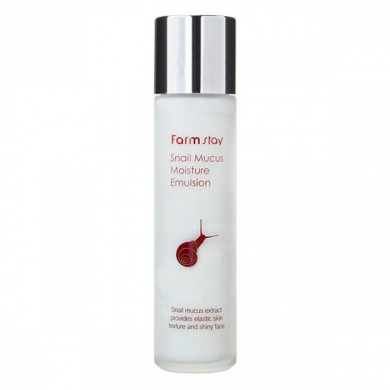 Farmstay
Snail Mucus
Moisture
Emulsion
Snail mucus extract
provides elastic skin
texture and shiny face.